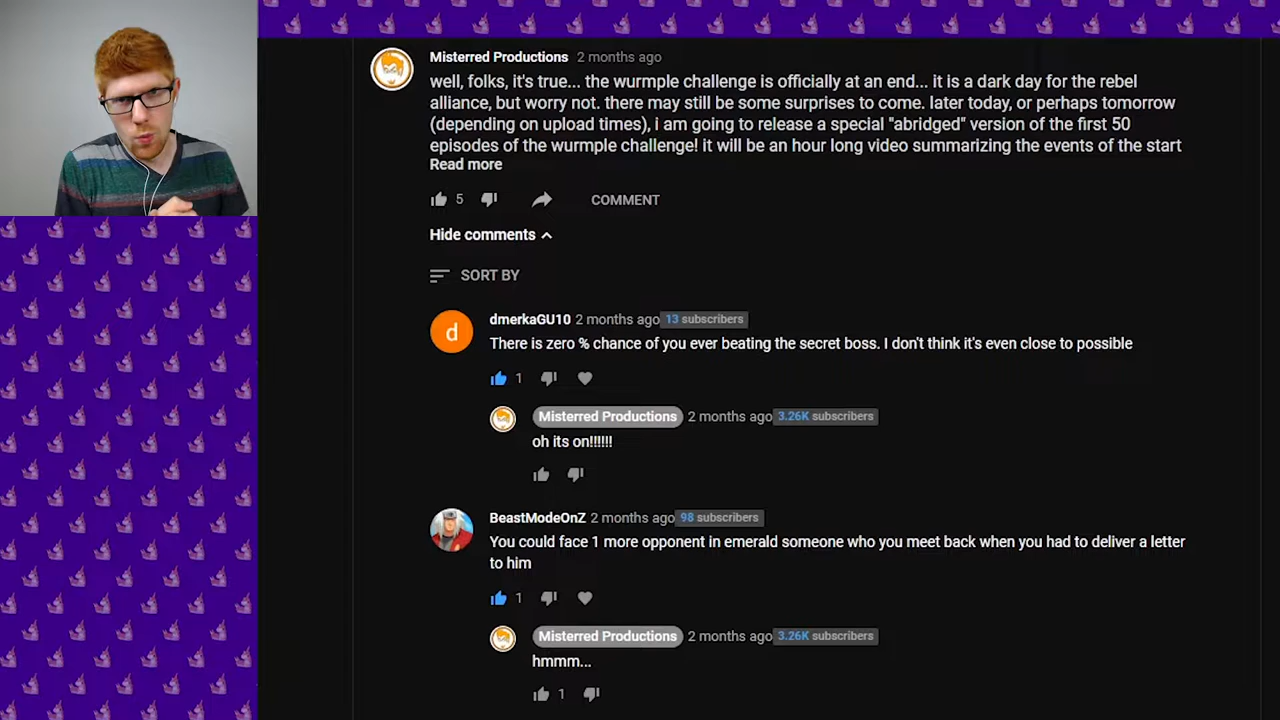 Misterred Productions 2 months ago
well, folks, it's true... the wurmple challenge is officially at an end... it is a dark day for the rebel
alliance, but worry not. there may still be some surprises to come. later today, or perhaps tomorrow
(depending on upload times), i am going to release a special "abridged" version of the first 50
episodes of the wurmple challenge! it will be an hour long video summarizing the events of the start
Read more
5 COMMENT
Hide comments
SORT BY
d
dmerkaGU10 2 months ago 13 subscribers
There is zero % chance of you ever beating the secret boss. I don't think it's even close to possible
1
Misterred Productions 2 months ago 3.26K subscribers
oh its on!!!!!!
BeastModeOnZ 2 months ago 98 subscribers
You could face 1 more opponent in emerald someone who you meet back when you had to deliver a letter
to him
1
Misterred Productions 2 months ago 3.26K subscribers
hmmm...
1